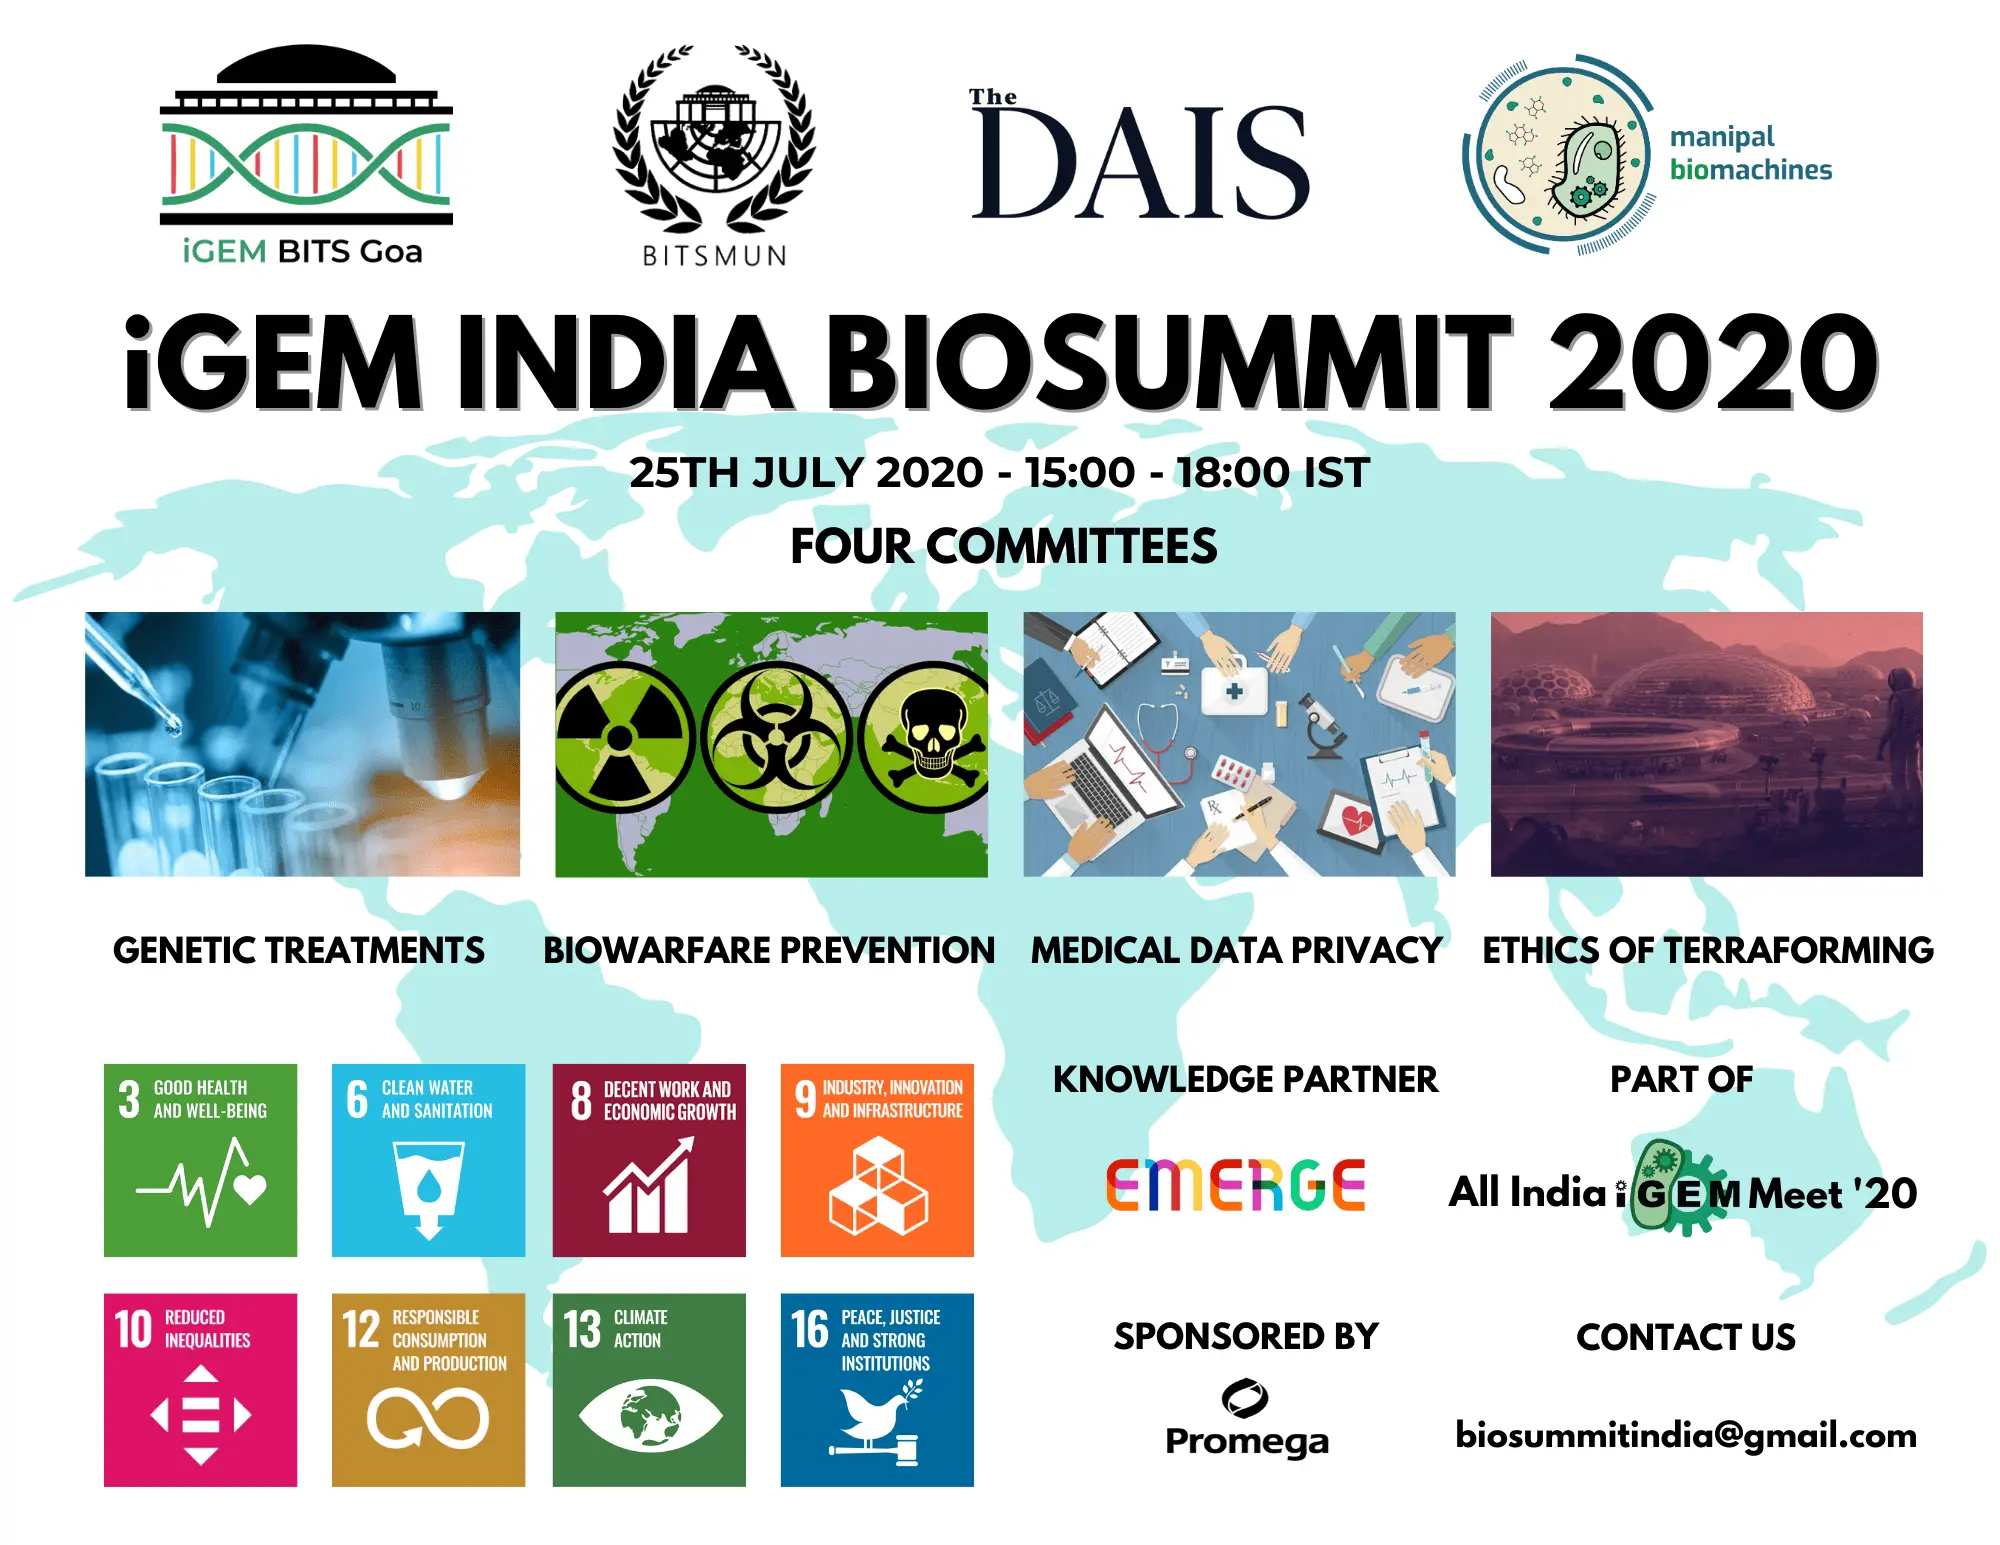 iGEM BITS Goa
BITSMUN
The
DAIS
manipal
biomachines
iGEM INDIA BIOSUMMIT 2020
25TH JULY 2020 - 15:00 - 18:00 IST
FOUR COMMITTEES
GENETIC TREATMENTS
BIOWARFARE PREVENTION
MEDICAL DATA PRIVACY
ETHICS OF TERRAFORMING
3 GOOD HEALTH
AND WELL-BEING
6 CLEAN WATER
AND SANITATION
8 DECENT WORK AND
ECONOMIC GROWTH
9 INDUSTRY, INNOVATION
AND INFRASTRUCTURE
10 REDUCED
INEQUALITIES
12 RESPONSIBLE
CONSUMPTION
AND PRODUCTION
13 CLIMATE
ACTION
16 PEACE, JUSTICE
AND STRONG
INSTITUTIONS
KNOWLEDGE PARTNER
EMERGE
PART OF
All India iGEM Meet '20
SPONSORED BY
Promega
CONTACT US
biosummitindia@gmail.com